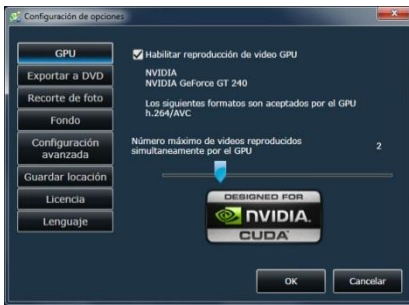 Configuración de opciones
GPU
Exportar a DVD
Recorte de foto
Fondo
Configuración
avanzada
Guardar locación
Licencia
Lenguaje
Habilitar reproducción de video GPU
NVIDIA
NVIDIA GeForce GT 240
Los siguientes formatos son aceptados por el GPU
h.264/AVC
Número máximo de videos reproducidos
simultaneamente por el GPU
2
DESIGNED FOR
NVIDIA.
CUDA
OK
Cancelar